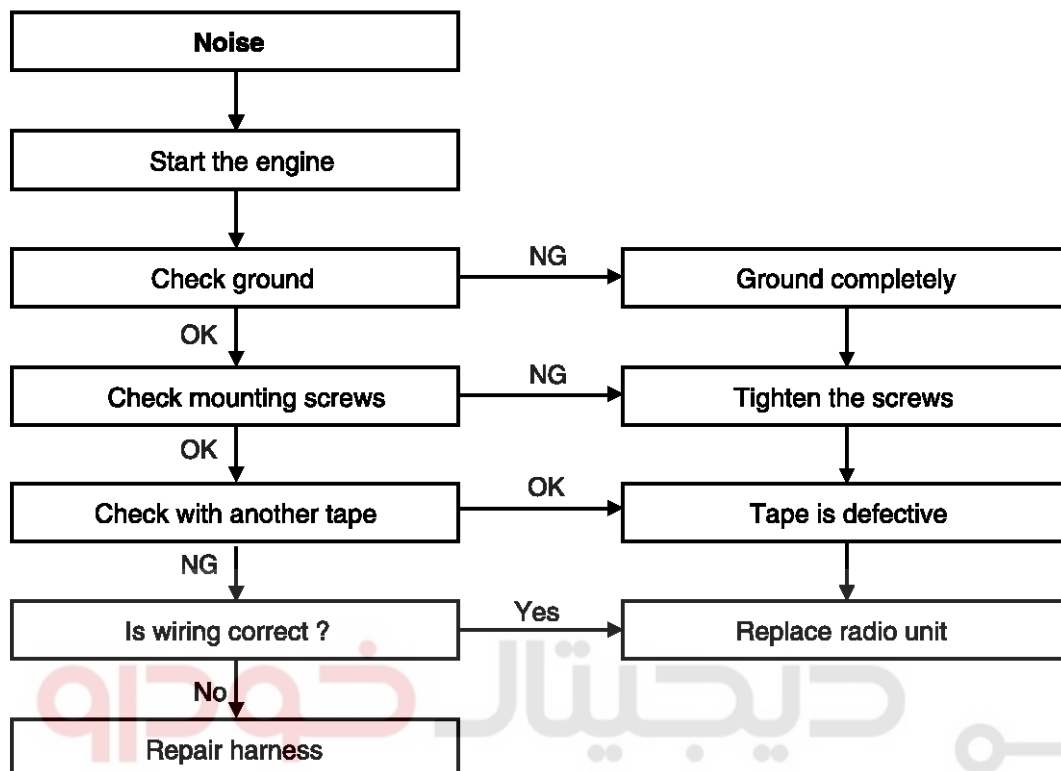 Noise
Start the engine
Check ground
NG
Ground completely
OK
Check mounting screws
NG
Tighten the screws
OK
Check with another tape
OK
Tape is defective
NG
Is wiring correct ?
Yes
Replace radio unit
No
Repair harness
دیجیتال خودرو